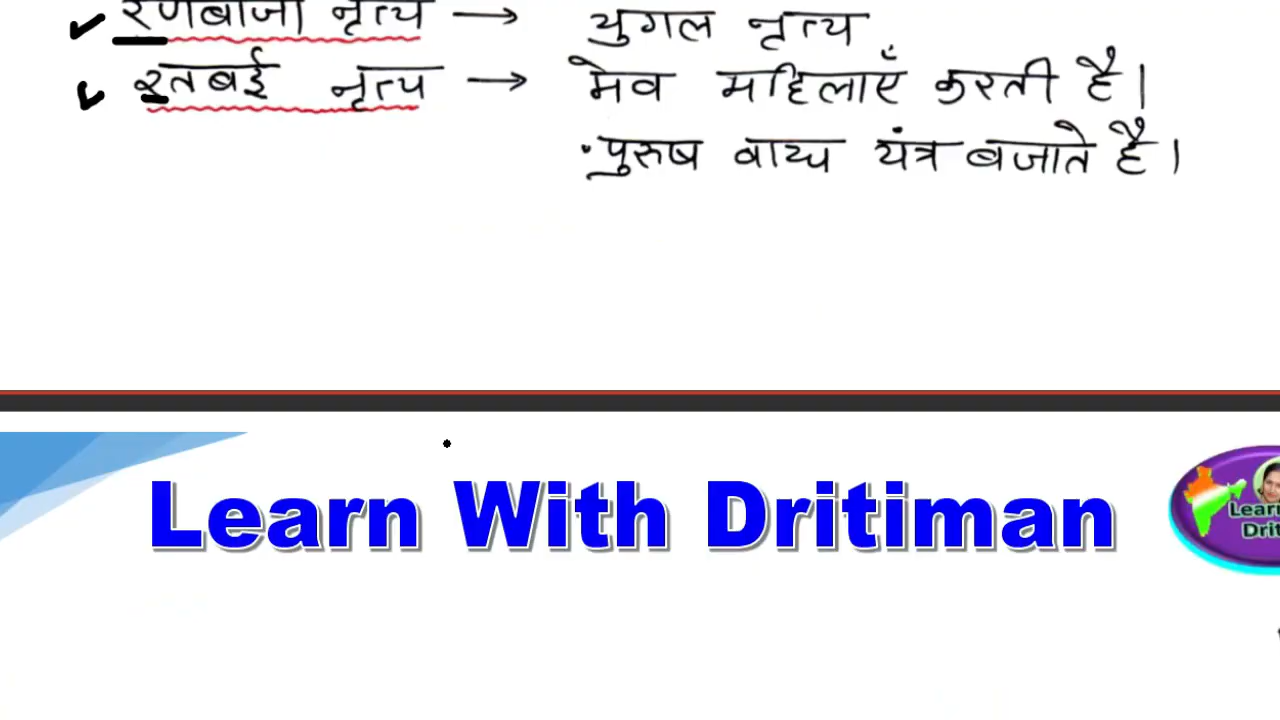 रणबाजा नृत्य → युगल नृत्य
रतबई नृत्य → मेव महिलाएँ करती है।
• पुरुष वाद्य यंत्र बजाते है।
Learn With Dritiman